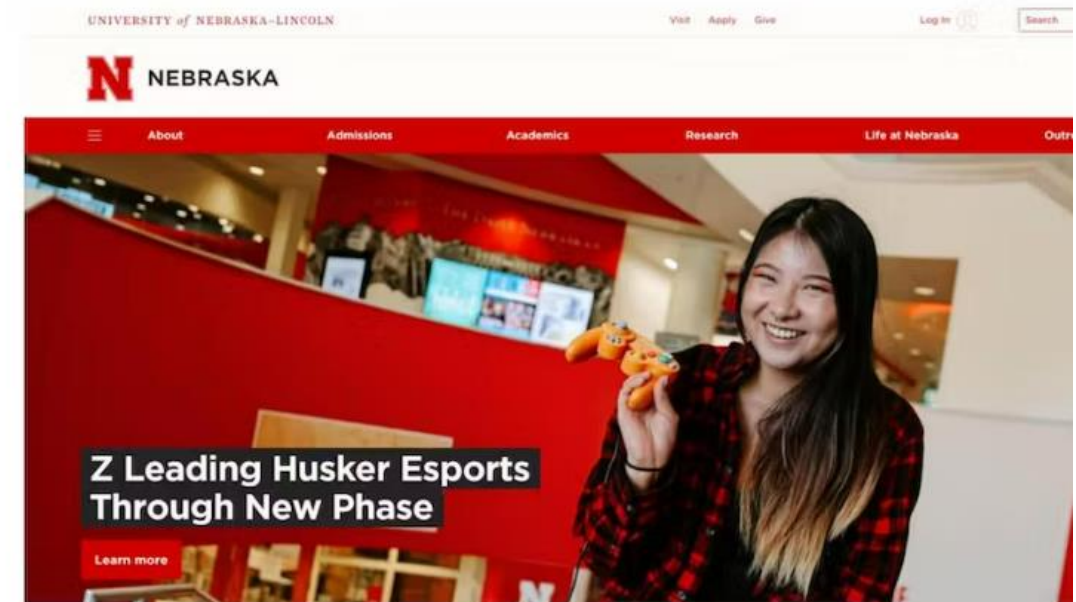 UNIVERSITY of NEBRASKA–LINCOLN
Visit Apply Give
Log In
Search
N
NEBRASKA
About Admissions Academics Research Life at Nebraska Outre
Z Leading Husker Esports
Through New Phase
Learn more
N